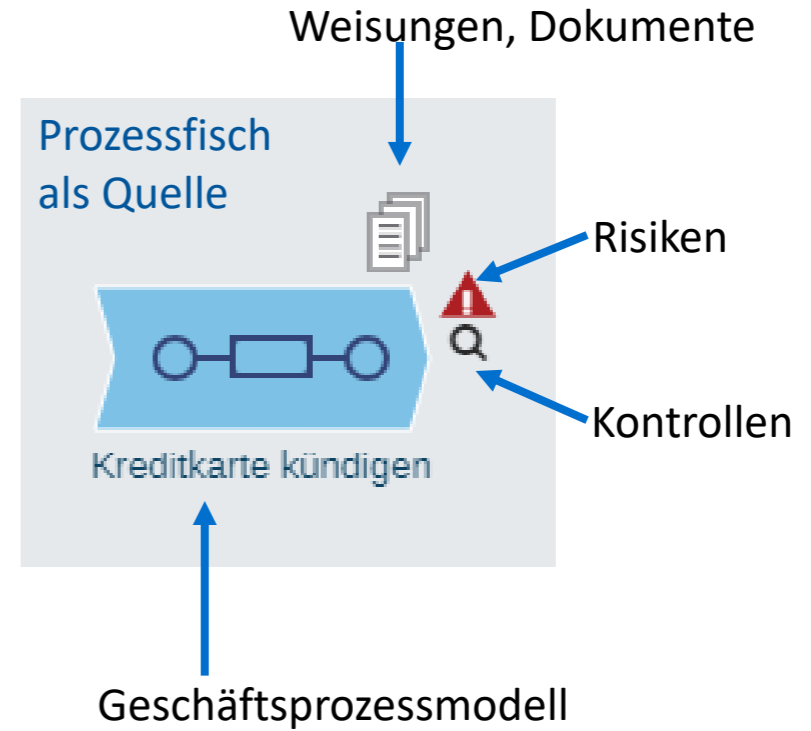 Weisungen, Dokumente
Prozessfisch
als Quelle
Risiken
Kontrollen
Kreditkarte kündigen
Geschäftsprozessmodell